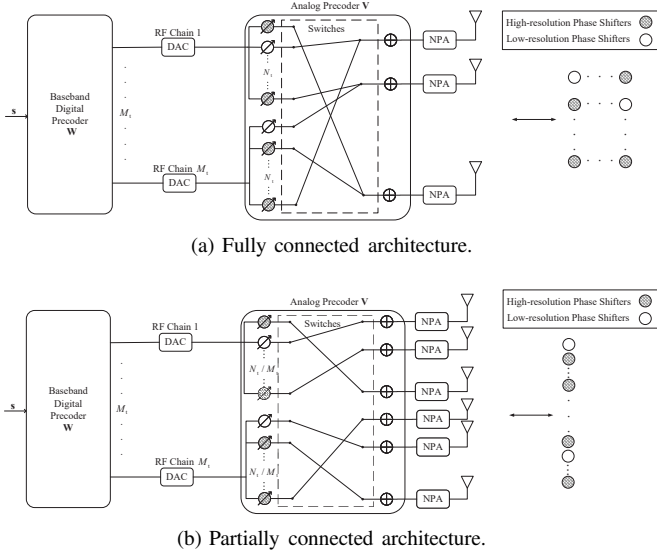 Analog Precoder V
RF Chain 1
DAC
Switches
NPA
High-resolution Phase Shifters
Low-resolution Phase Shifters
N_t
NPA
s
Baseband
Digital
Precoder
W
M_t
RF Chain M_t
DAC
N_t
NPA
(a) Fully connected architecture.
Analog Precoder V
RF Chain 1
DAC
Switches
NPA
High-resolution Phase Shifters
Low-resolution Phase Shifters
NPA
N_t / M_t
NPA
s
Baseband
Digital
Precoder
W
M_t
NPA
NPA
RF Chain M_t
DAC
N_t / M_t
NPA
(b) Partially connected architecture.